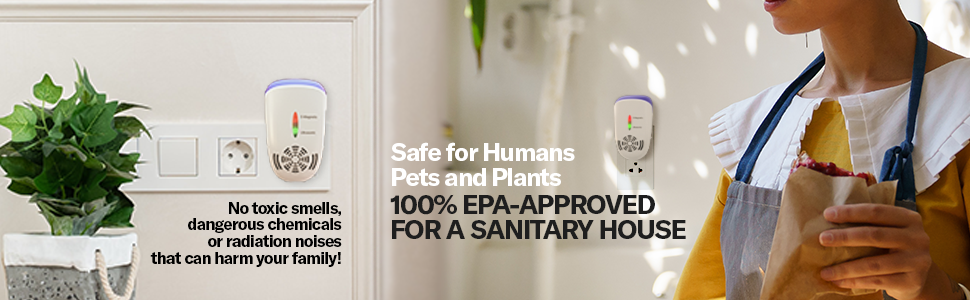 No toxic smells,
dangerous chemicals
or radiation noises
that can harm your family!
Safe for Humans
Pets and Plants
100% EPA-APPROVED
FOR A SANITARY HOUSE